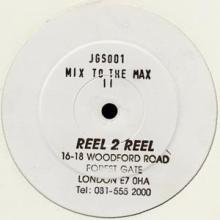 JGS001
MIX TO THE MAX
II
REEL 2 REEL
16-18 WOODFORD ROAD
FOREST GATE
LONDON E7 0HA
Tel: 081-555 2000